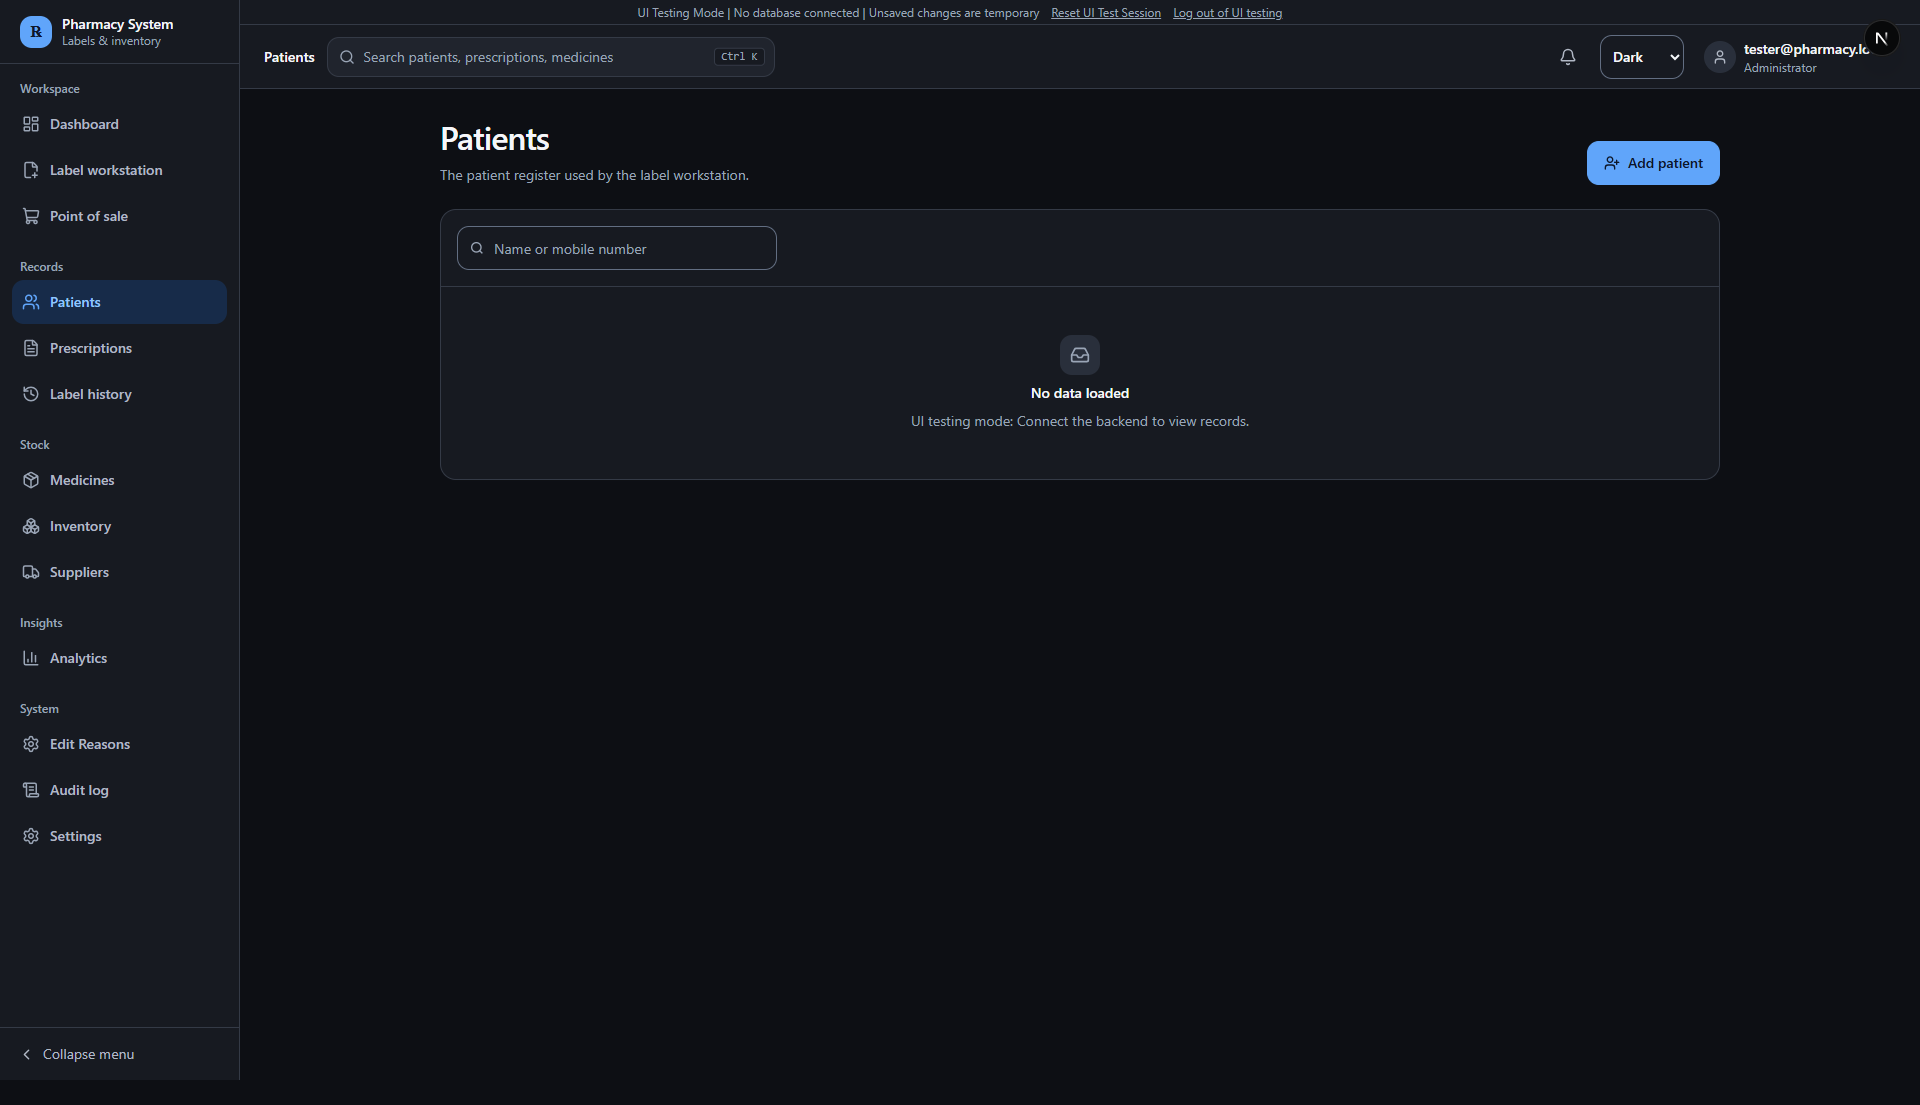 UI Testing Mode | No database connected | Unsaved changes are temporary Reset UI Test Session Log out of UI testing
R
Pharmacy System
Labels & inventory
Patients
Search patients, prescriptions, medicines
Ctrl K
Dark
tester@pharmacy.lo
Administrator
N
Workspace
Dashboard
Label workstation
Point of sale
Records
Patients
Prescriptions
Label history
Stock
Medicines
Inventory
Suppliers
Insights
Analytics
System
Edit Reasons
Audit log
Settings
Collapse menu
Patients
The patient register used by the label workstation.
Add patient
Name or mobile number
No data loaded
UI testing mode: Connect the backend to view records.